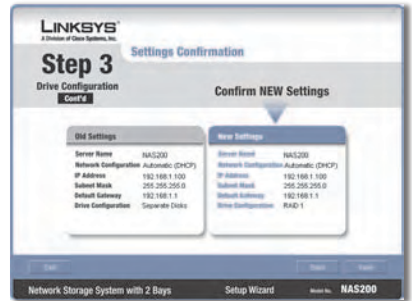 LINKSYS®
A Division of Cisco Systems, Inc.
Settings Confirmation
Step 3
Drive Configuration
Cont'd
Confirm NEW Settings
Old Settings
Server Name NAS200
Network Configuration Automatic (DHCP)
IP Address 192.168.1.100
Subnet Mask 255.255.255.0
Default Gateway 192.168.1.1
Drive Configuration Separate Disks
New Settings
Server Name NAS200
Network Configuration Automatic (DHCP)
IP Address 192.168.1.100
Subnet Mask 255.255.255.0
Default Gateway 192.168.1.1
Drive Configuration RAID 1
Exit
Network Storage System with 2 Bays Setup Wizard Model No. NAS200